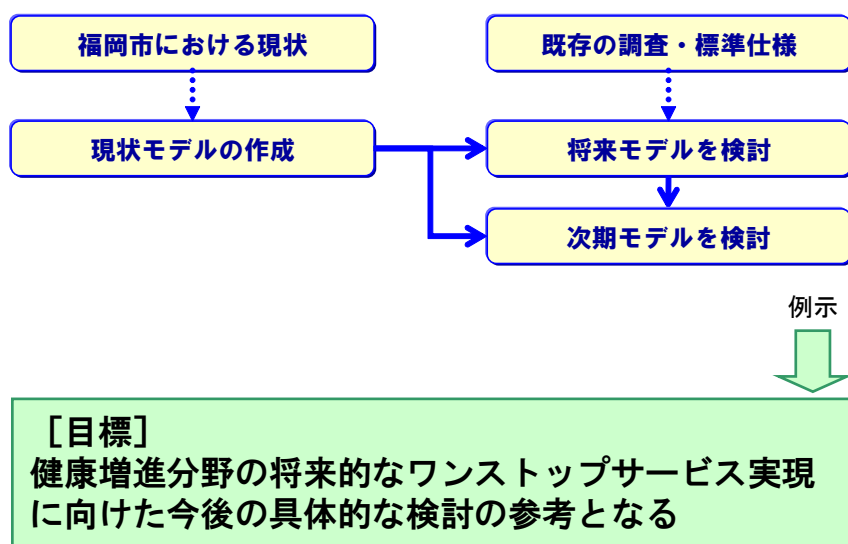 福岡市における現状
既存の調査・標準仕様
現状モデルの作成
将来モデルを検討
次期モデルを検討
例示
［目標］
健康増進分野の将来的なワンストップサービス実現
に向けた今後の具体的な検討の参考となる